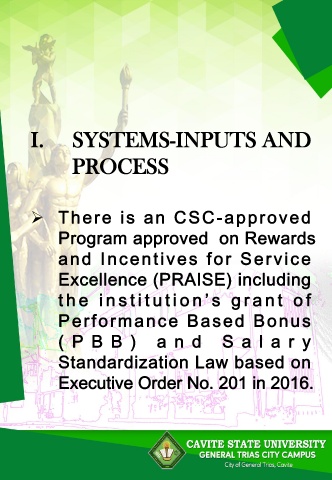 I. SYSTEMS-INPUTS AND
PROCESS
➢ There is an CSC-approved
Program approved on Rewards
and Incentives for Service
Excellence (PRAISE) including
the institution's grant of
Performance Based Bonus
(PBB) and Salary
Standardization Law based on
Executive Order No. 201 in 2016.
CAVITE STATE UNIVERSITY
GENERAL TRIAS CITY CAMPUS
City of General Trias, Cavite